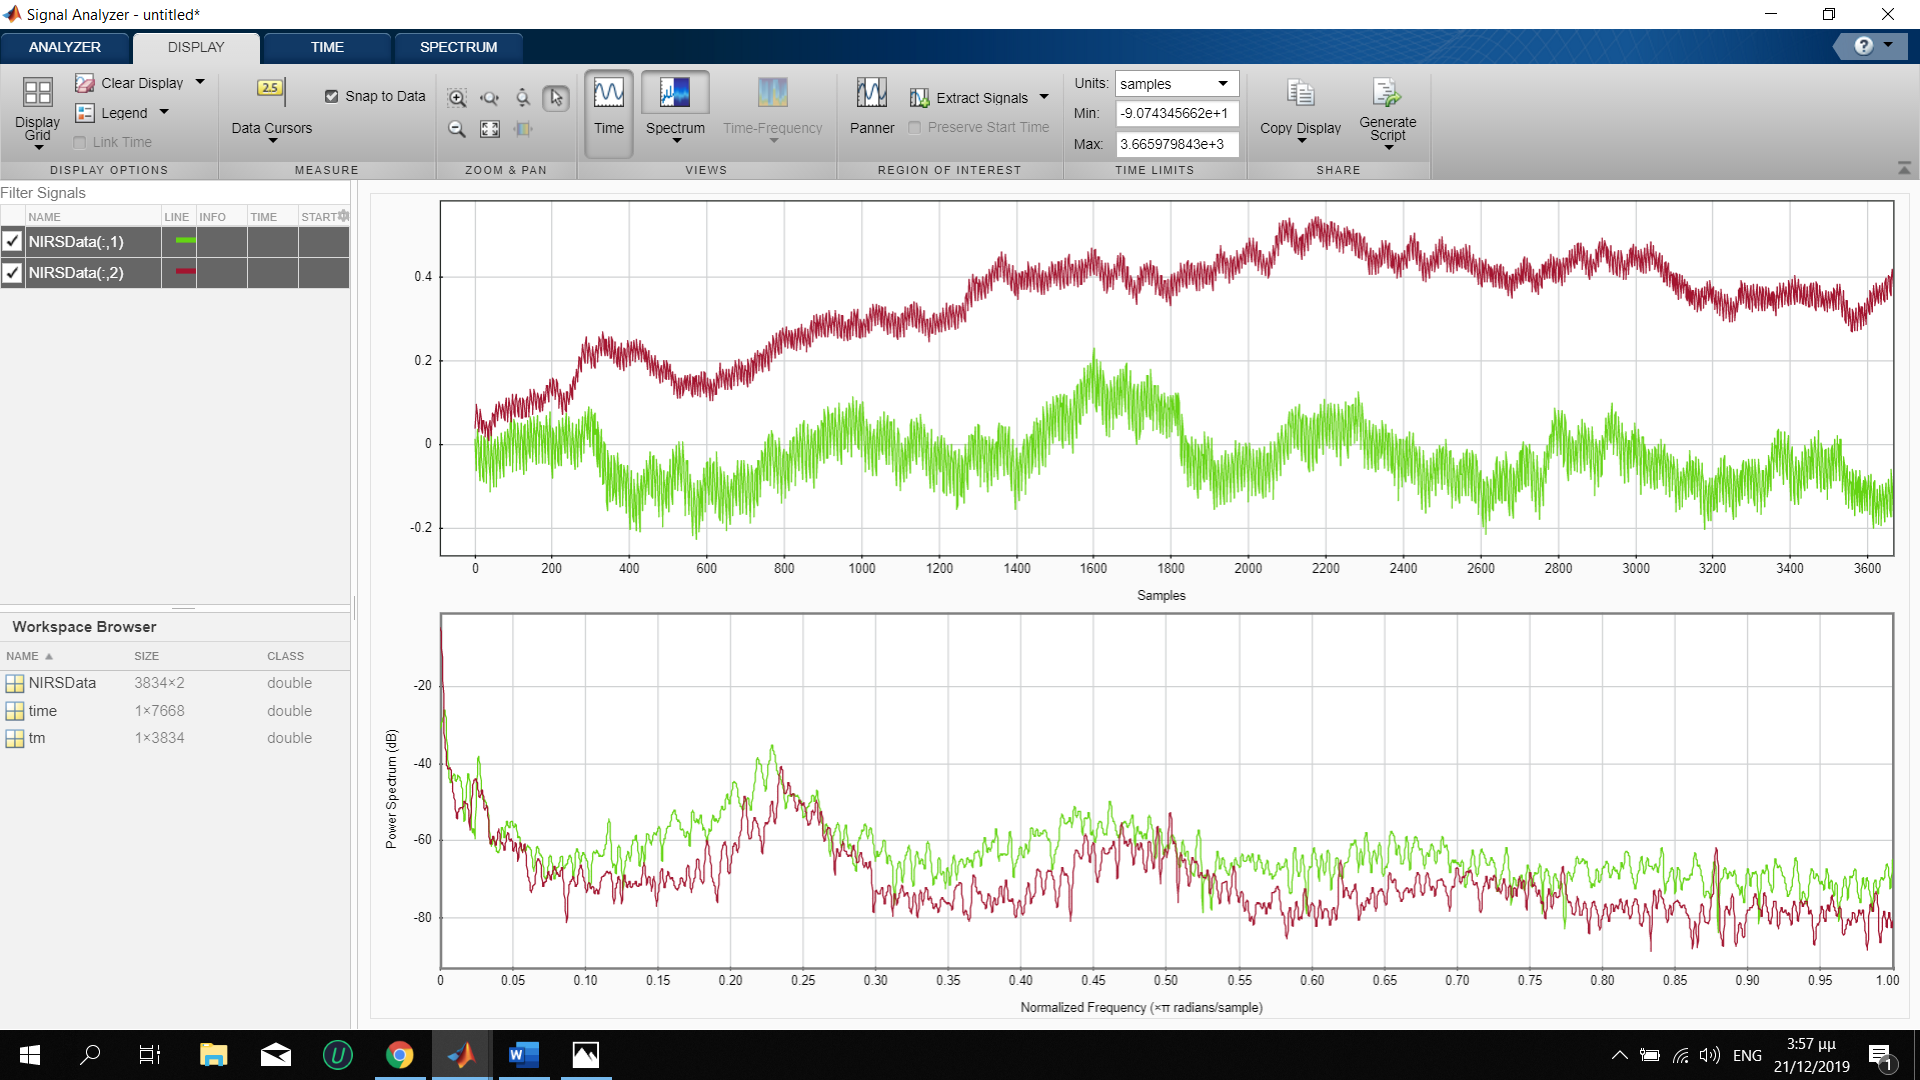 Signal Analyzer - untitled*
ANALYZER DISPLAY TIME SPECTRUM
?
Display Grid
Clear Display
Legend
Link Time
DISPLAY OPTIONS
2.5
Data Cursors
Snap to Data
MEASURE
ZOOM & PAN
Time
Spectrum
Time-Frequency
VIEWS
Panner
Extract Signals
Preserve Start Time
REGION OF INTEREST
Units: samples
Min: -9.074345662e+1
Max: 3.665979843e+3
TIME LIMITS
Copy Display
Generate Script
SHARE
Filter Signals
NAME LINE INFO TIME START
NIRSData(:,1)
NIRSData(:,2)
Workspace Browser
NAME SIZE CLASS
NIRSData 3834×2 double
time 1×7668 double
tm 1×3834 double
0.4
0.2
0
-0.2
0 200 400 600 800 1000 1200 1400 1600 1800 2000 2200 2400 2600 2800 3000 3200 3400 3600
Samples
Power Spectrum (dB)
-20
-40
-60
-80
0 0.05 0.10 0.15 0.20 0.25 0.30 0.35 0.40 0.45 0.50 0.55 0.60 0.65 0.70 0.75 0.80 0.85 0.90 0.95 1.00
Normalized Frequency (×π radians/sample)
U
W
ENG
3:57 μμ
21/12/2019
1